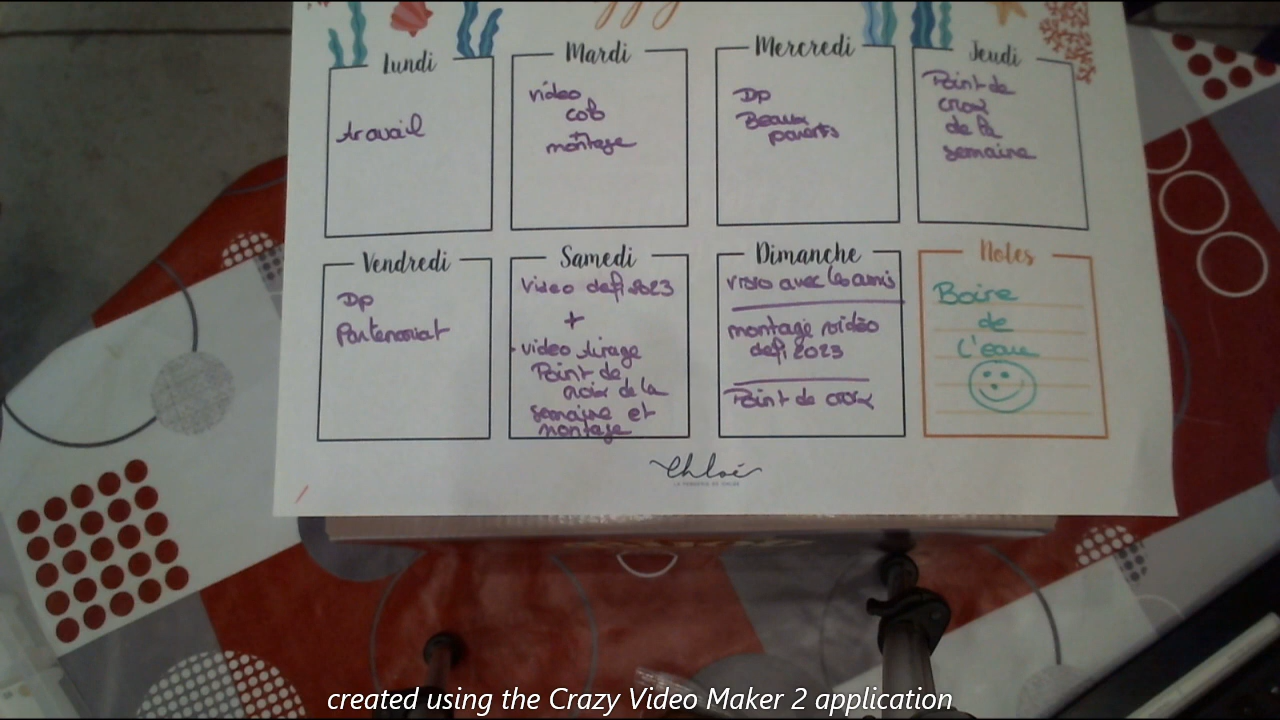 Lundi
travail
Mardi
video
cob
+
montage
Mercredi
DP
Beaux
parents
Jeudi
Point de
croix
de la
semaine
Vendredi
DP
Partenariat
Samedi
Video defi 2023
+
video tirage
Point de
croix de la
semaine et
montage
Dimanche
visio avec les amis
montage vidéo
defi 2023
Point de croix
Notes
Boire
de
l'eau
Chloé
created using the Crazy Video Maker 2 application